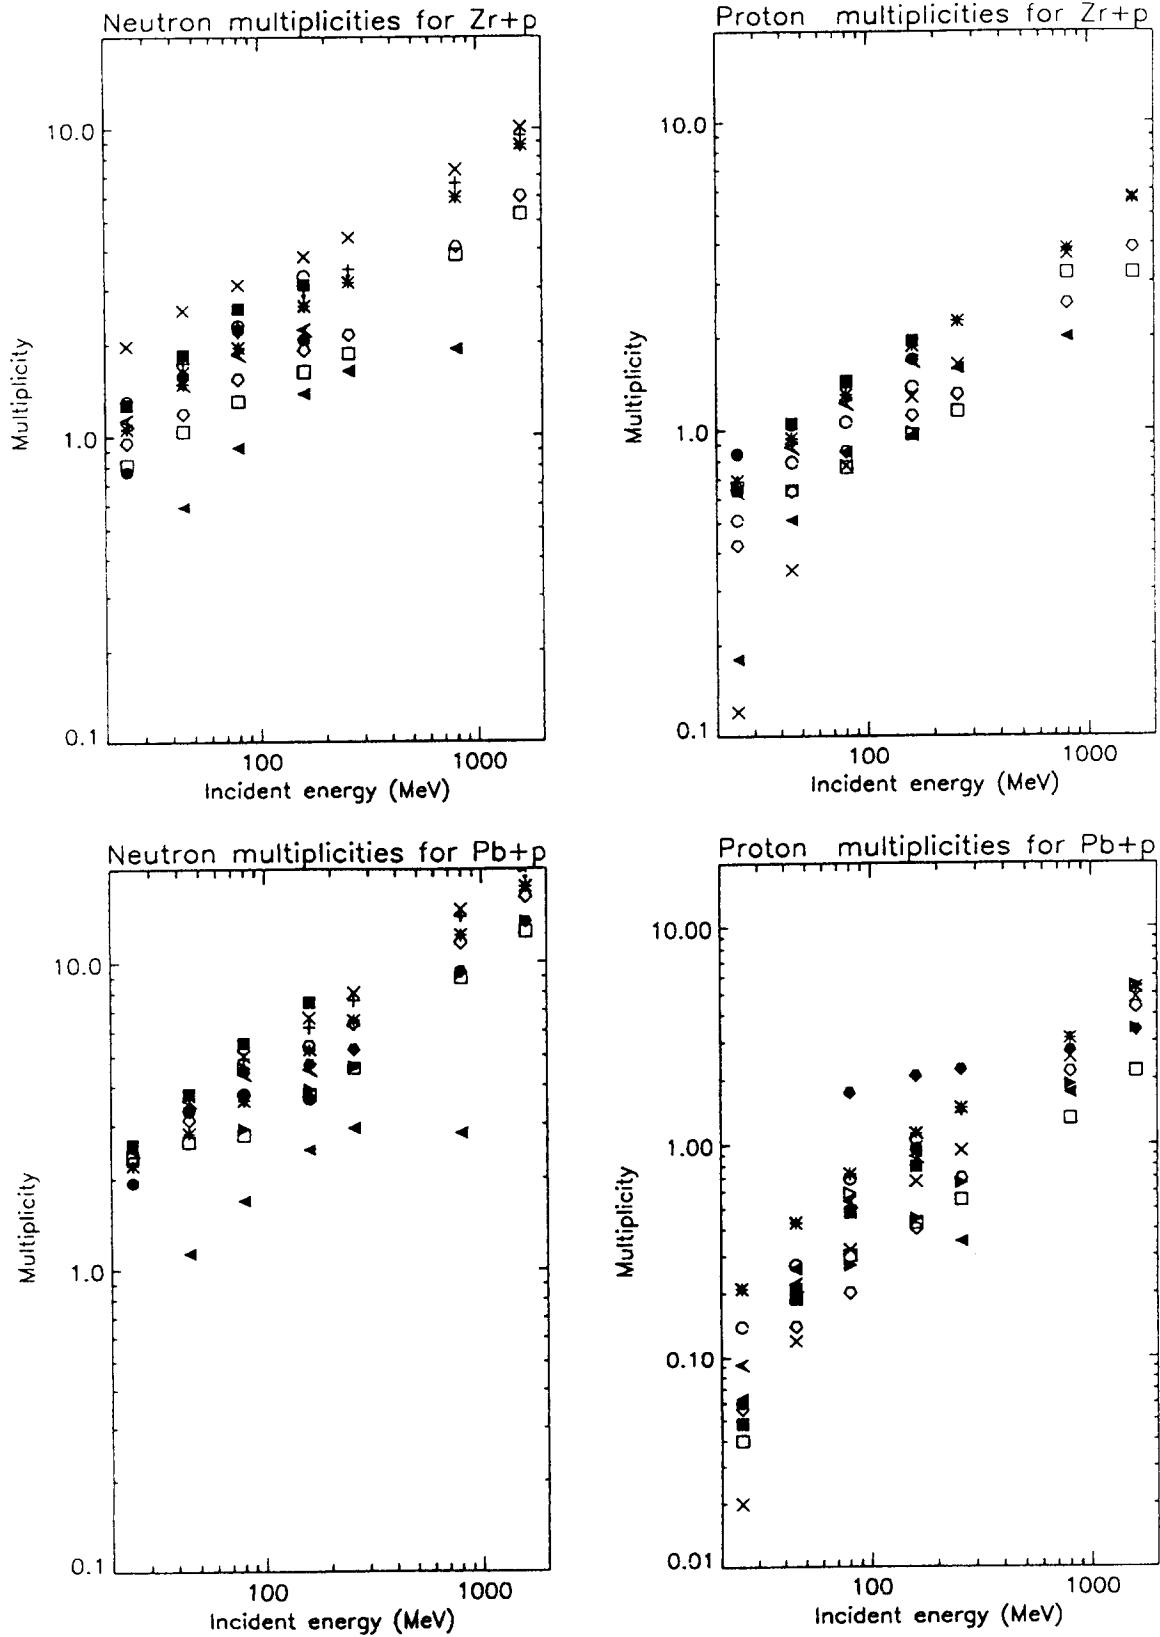 Neutron multiplicities for Zr+p
10.0
1.0
0.1
Multiplicity
100 1000
Incident energy (MeV)
Proton multiplicities for Zr+p
10.0
1.0
0.1
Multiplicity
100 1000
Incident energy (MeV)
Neutron multiplicities for Pb+p
10.0
1.0
0.1
Multiplicity
100 1000
Incident energy (MeV)
Proton multiplicities for Pb+p
10.00
1.00
0.10
0.01
Multiplicity
100 1000
Incident energy (MeV)